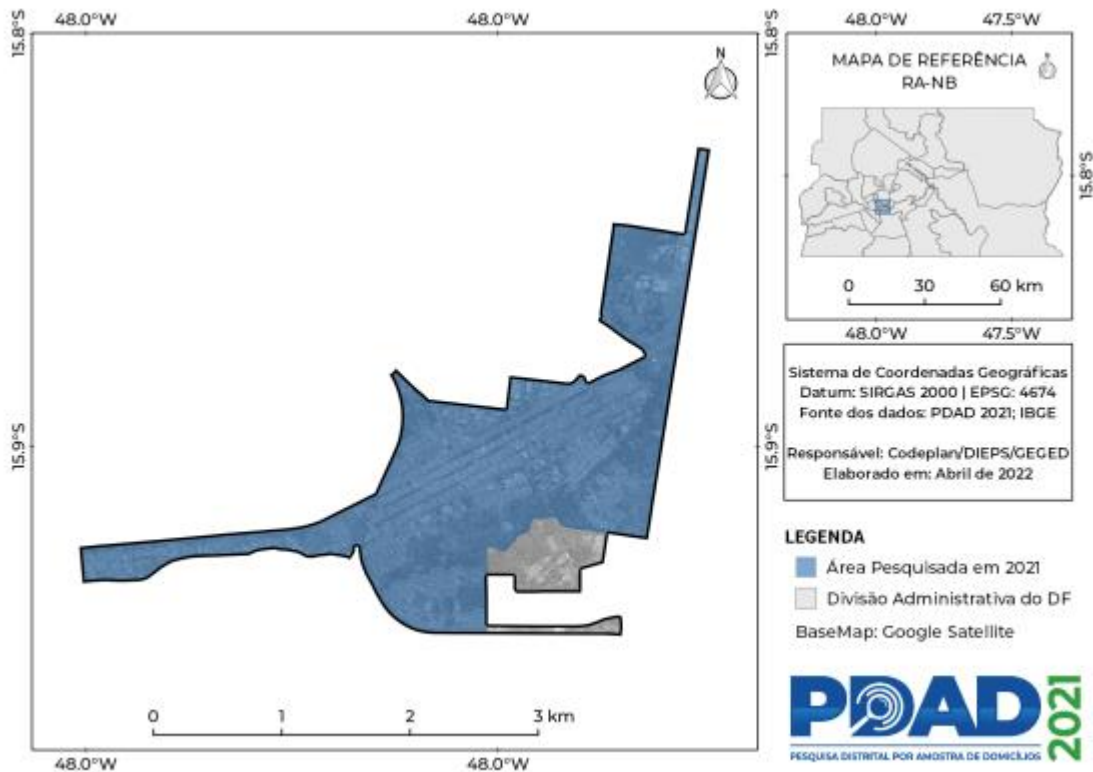 48.0°W
48.0°W
15.8°S
15.8°S
N
15.9°S
15.9°S
0
1
2
3 km
48.0°W
48.0°W
48.0°W
47.5°W
MAPA DE REFERÊNCIA
RA-NB
15.8°S
0
30
60 km
48.0°W
47.5°W
Sistema de Coordenadas Geográficas
Datum: SIRGAS 2000 | EPSG: 4674
Fonte dos dados: PDAD 2021; IBGE
Responsável: Codeplan/DIEPS/GEGED
Elaborado em: Abril de 2022
LEGENDA
Área Pesquisada em 2021
Divisão Administrativa do DF
BaseMap: Google Satellite
PDAD
2021
PESQUISA DISTRITAL POR AMOSTRA DE DOMICÍLIOS